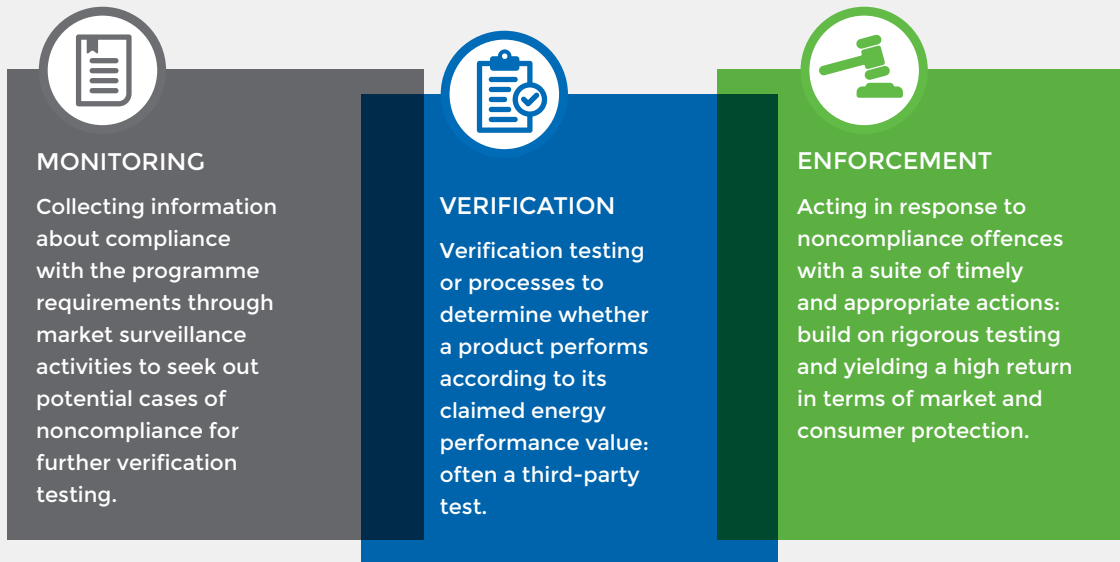 MONITORING
Collecting information
about compliance
with the programme
requirements through
market surveillance
activities to seek out
potential cases of
noncompliance for
further verification
testing.
VERIFICATION
Verification testing
or processes to
determine whether
a product performs
according to its
claimed energy
performance value:
often a third-party
test.
ENFORCEMENT
Acting in response to
noncompliance offences
with a suite of timely
and appropriate actions:
build on rigorous testing
and yielding a high return
in terms of market and
consumer protection.